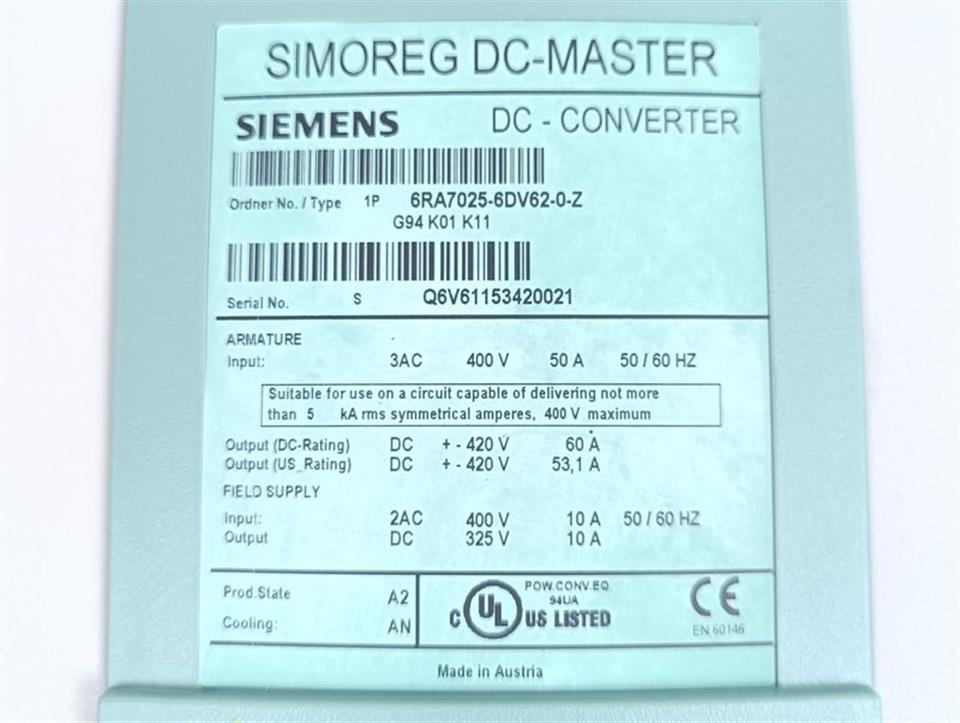 SIMOREG DC-MASTER
SIEMENS DC - CONVERTER
Ordner No. / Type 1P 6RA7025-6DV62-0-Z
G94 K01 K11
Serial No. S Q6V61153420021
ARMATURE
Input: 3AC 400 V 50 A 50 / 60 HZ
Suitable for use on a circuit capable of delivering not more
than 5 kA rms symmetrical amperes, 400 V maximum
Output (DC-Rating) DC + - 420 V 60 A
Output (US_Rating) DC + - 420 V 53,1 A
FIELD SUPPLY
Input: 2AC 400 V 10 A 50 / 60 HZ
Output DC 325 V 10 A
Prod.State A2
Cooling: AN
POW.CONV.EQ.
94UA
C UL US LISTED
CE
EN 60146
Made in Austria